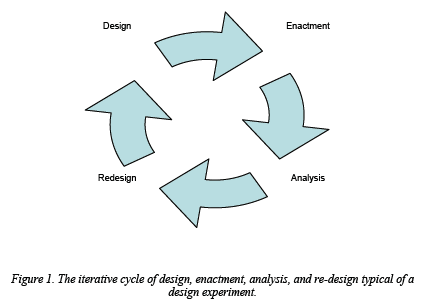 Design
Enactment
Redesign
Analysis
Figure 1. The iterative cycle of design, enactment, analysis, and re-design typical of a
design experiment.